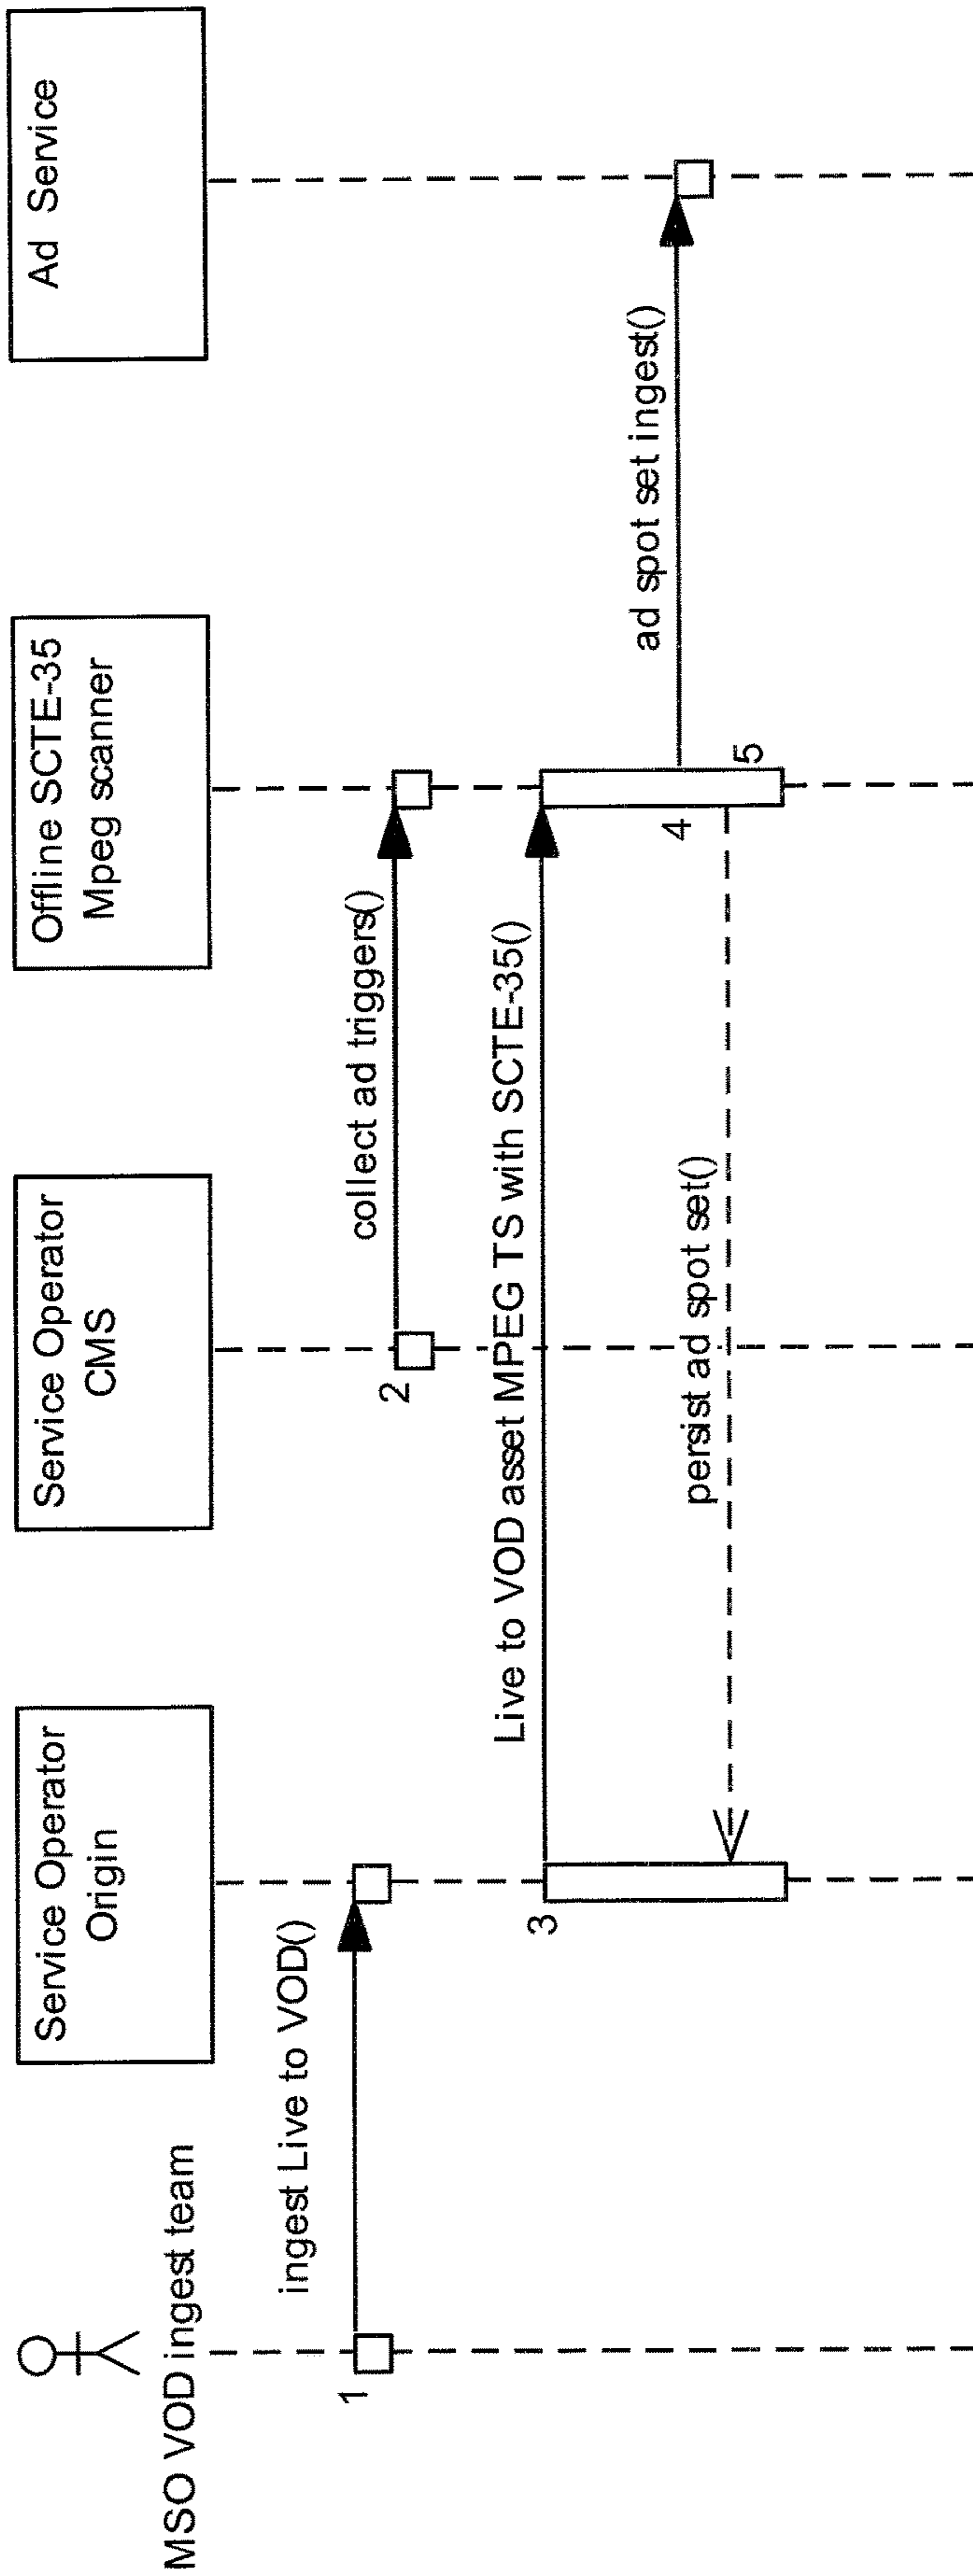 MSO VOD ingest team
Service Operator
Origin
Service Operator
CMS
Offline SCTE-35
Mpeg scanner
Ad Service
1
ingest Live to VOD()
2
collect ad triggers()
3
Live to VOD asset MPEG TS with SCTE-35()
4
ad spot set ingest()
persist ad spot set()
5